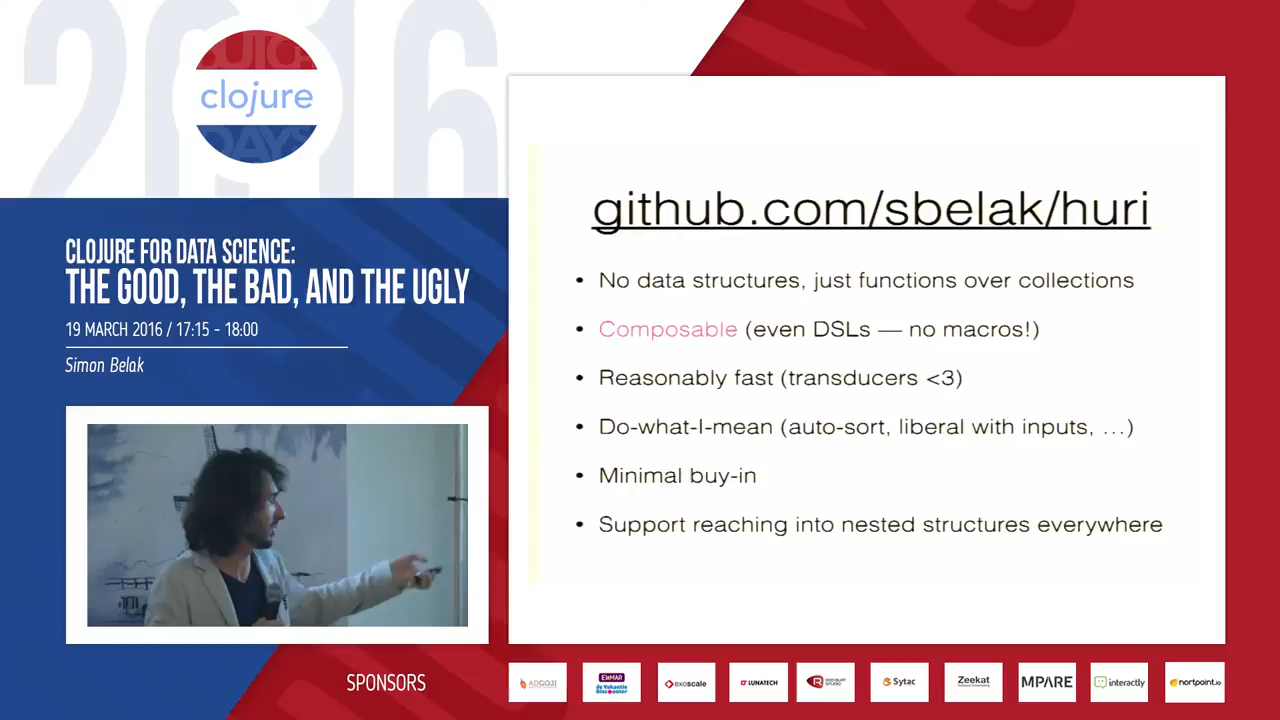 2016
DUTCH
clojure
DAYS
CLOJURE FOR DATA SCIENCE:
THE GOOD, THE BAD, AND THE UGLY
19 MARCH 2016 / 17:15 - 18:00
Simon Belak
github.com/sbelak/huri
• No data structures, just functions over collections
• Composable (even DSLs — no macros!)
• Reasonably fast (transducers <3)
• Do-what-I-mean (auto-sort, liberal with inputs, …)
• Minimal buy-in
• Support reaching into nested structures everywhere
SPONSORS
ADGOJI
ElMAR
de Vakantie
Discounter
exoscale
LUNATECH
Sytac
Zeekat
MPARE
interactly
nortpoint.io